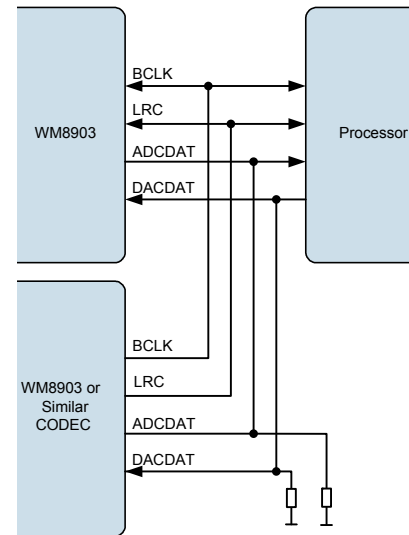 BCLK
LRC
WM8903
Processor
ADCDAT
DACDAT
BCLK
WM8903 or
Similar
CODEC
LRC
ADCDAT
DACDAT